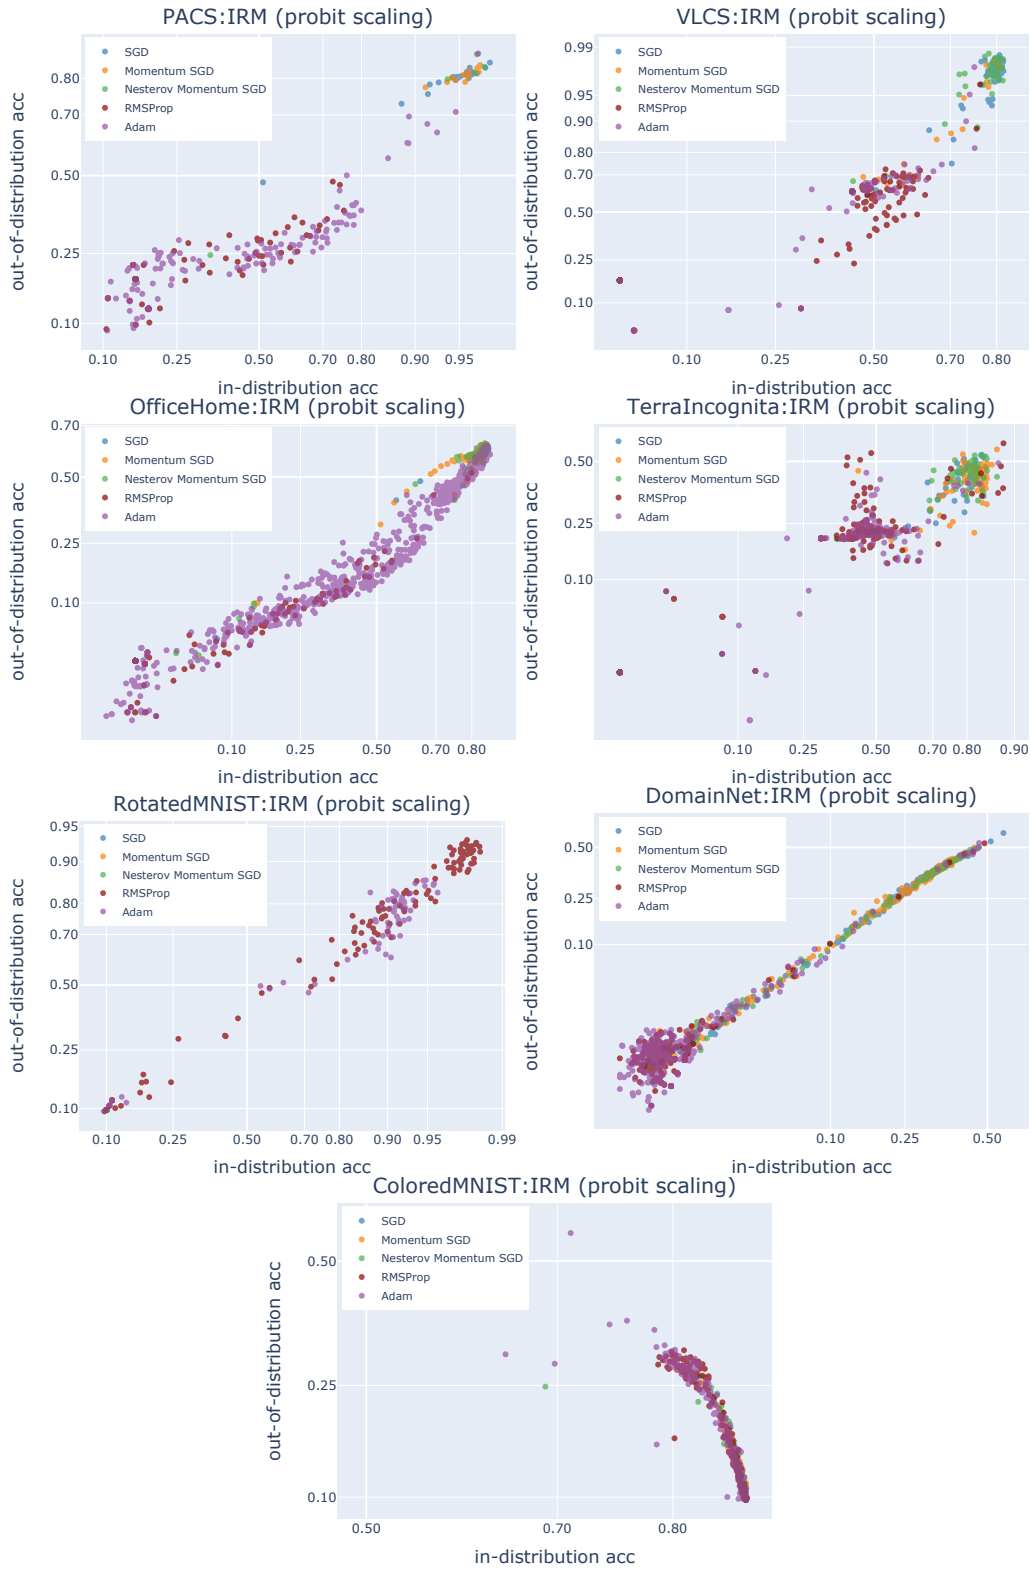 PACS:IRM (probit scaling)
SGD
Momentum SGD
Nesterov Momentum SGD
RMSProp
Adam
out-of-distribution acc
0.80
0.70
0.50
0.25
0.10
0.10 0.25 0.50 0.70 0.90 0.95
in-distribution acc
VLCS:IRM (probit scaling)
SGD
Momentum SGD
Nesterov Momentum SGD
RMSProp
Adam
out-of-distribution acc
0.99
0.95
0.90
0.80
0.70
0.50
0.25
0.10
0.10 0.25 0.50 0.70 0.80
in-distribution acc
OfficeHome:IRM (probit scaling)
SGD
Momentum SGD
Nesterov Momentum SGD
RMSProp
Adam
out-of-distribution acc
0.70
0.50
0.25
0.10
0.10 0.25 0.50 0.70 0.80
in-distribution acc
TerraIncognita:IRM (probit scaling)
SGD
Momentum SGD
Nesterov Momentum SGD
RMSProp
Adam
out-of-distribution acc
0.50
0.25
0.10
0.10 0.25 0.50 0.70 0.80 0.90
in-distribution acc
RotatedMNIST:IRM (probit scaling)
SGD
Momentum SGD
Nesterov Momentum SGD
RMSProp
Adam
out-of-distribution acc
0.95
0.90
0.80
0.70
0.50
0.25
0.10
0.10 0.25 0.50 0.70 0.80 0.90 0.95 0.99
in-distribution acc
DomainNet:IRM (probit scaling)
SGD
Momentum SGD
Nesterov Momentum SGD
RMSProp
Adam
out-of-distribution acc
0.50
0.25
0.10
0.10 0.25 0.50
in-distribution acc
ColoredMNIST:IRM (probit scaling)
SGD
Momentum SGD
Nesterov Momentum SGD
RMSProp
Adam
out-of-distribution acc
0.50
0.25
0.10
0.50 0.70 0.80
in-distribution acc